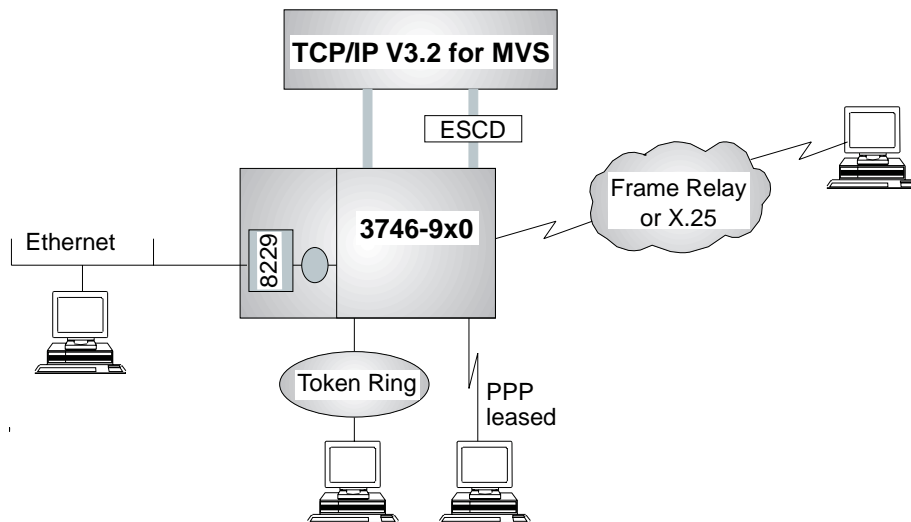 TCP/IP V3.2 for MVS
ESCD
Frame Relay
or X.25
3746-9x0
Ethernet
8229
Token Ring
PPP
leased